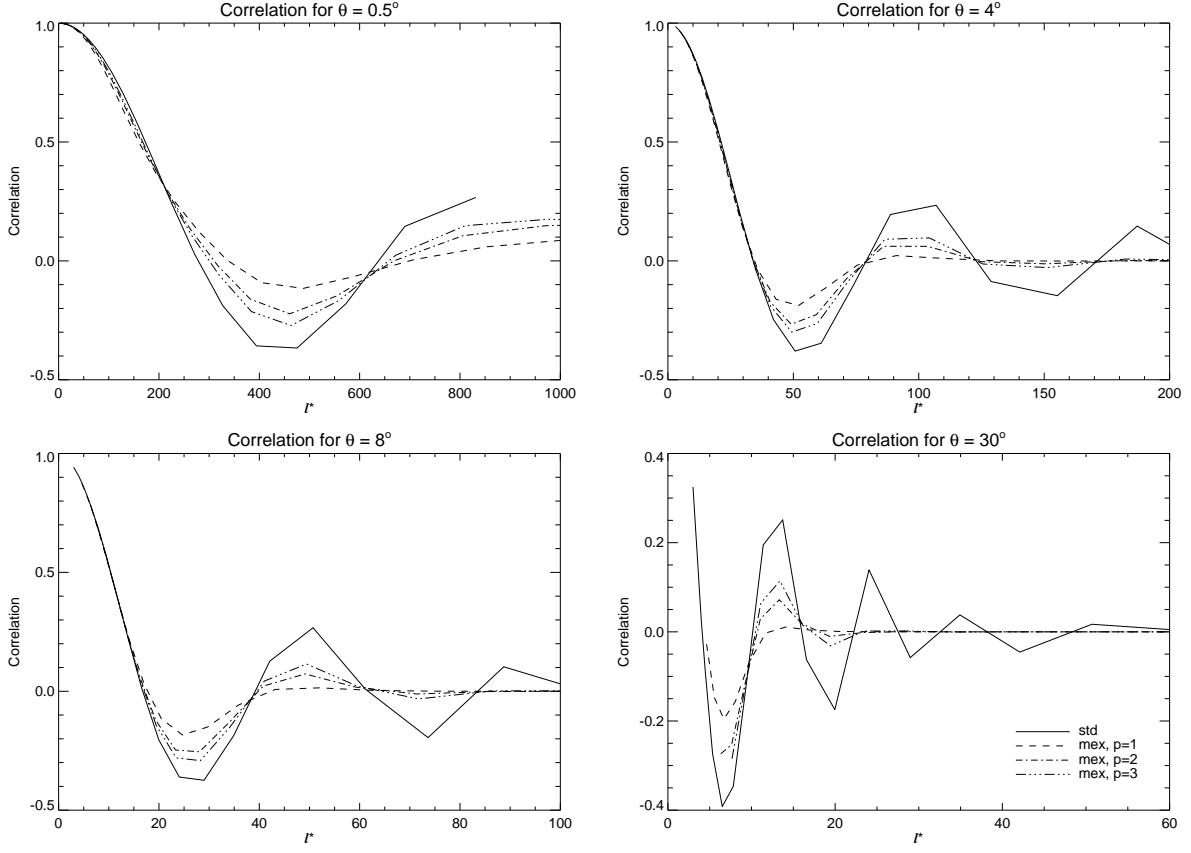 Correlation for θ = 0.5°
Correlation
1.0
0.5
0.0
-0.5
0 200 400 600 800 1000
l*
Correlation for θ = 4°
Correlation
1.0
0.5
0.0
-0.5
0 50 100 150 200
l*
Correlation for θ = 8°
Correlation
1.0
0.5
0.0
-0.5
0 20 40 60 80 100
l*
Correlation for θ = 30°
Correlation
0.4
0.2
0.0
-0.2
-0.4
0 20 40 60
l*
std
mex, p=1
mex, p=2
mex, p=3